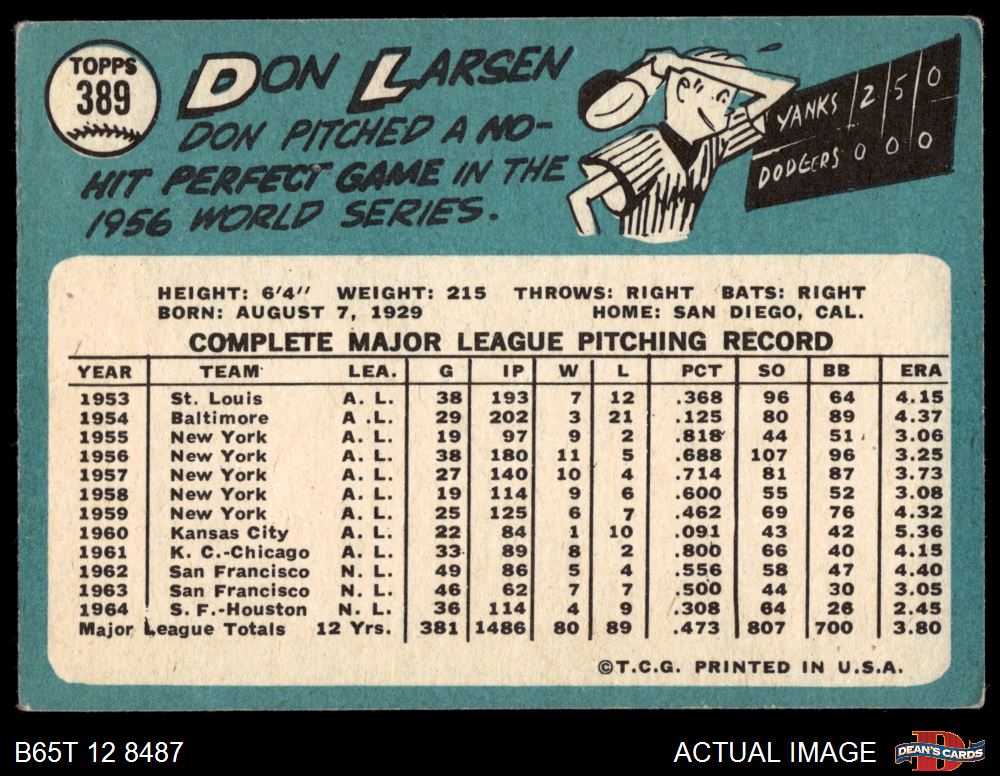 TOPPS
389
DON LARSEN
DON PITCHED A NO-
HIT PERFECT GAME IN THE
1956 WORLD SERIES.
YANKS 2 5 0
DODGERS 0 0 0
HEIGHT: 6'4" WEIGHT: 215 THROWS: RIGHT BATS: RIGHT
BORN: AUGUST 7, 1929 HOME: SAN DIEGO, CAL.
COMPLETE MAJOR LEAGUE PITCHING RECORD
YEAR TEAM LEA. G IP W L PCT SO BB ERA
1953 St. Louis A. L. 38 193 7 12 .368 96 64 4.15
1954 Baltimore A .L. 29 202 3 21 .125 80 89 4.37
1955 New York A. L. 19 97 9 2 .818 44 51 3.06
1956 New York A. L. 38 180 11 5 .688 107 96 3.25
1957 New York A. L. 27 140 10 4 .714 81 87 3.73
1958 New York A. L. 19 114 9 6 .600 55 52 3.08
1959 New York A. L. 25 125 6 7 .462 69 76 4.32
1960 Kansas City A. L. 22 84 1 10 .091 43 42 5.36
1961 K. C.-Chicago A. L. 33 89 8 2 .800 66 40 4.15
1962 San Francisco N. L. 49 86 5 4 .556 58 47 4.40
1963 San Francisco N. L. 46 62 7 7 .500 44 30 3.05
1964 S. F.-Houston N. L. 36 114 4 9 .308 64 26 2.45
Major League Totals 12 Yrs. 381 1486 80 89 .473 807 700 3.80
©T.C.G. PRINTED IN U.S.A.
B65T 12 8487
ACTUAL IMAGE
DEAN'S CARDS